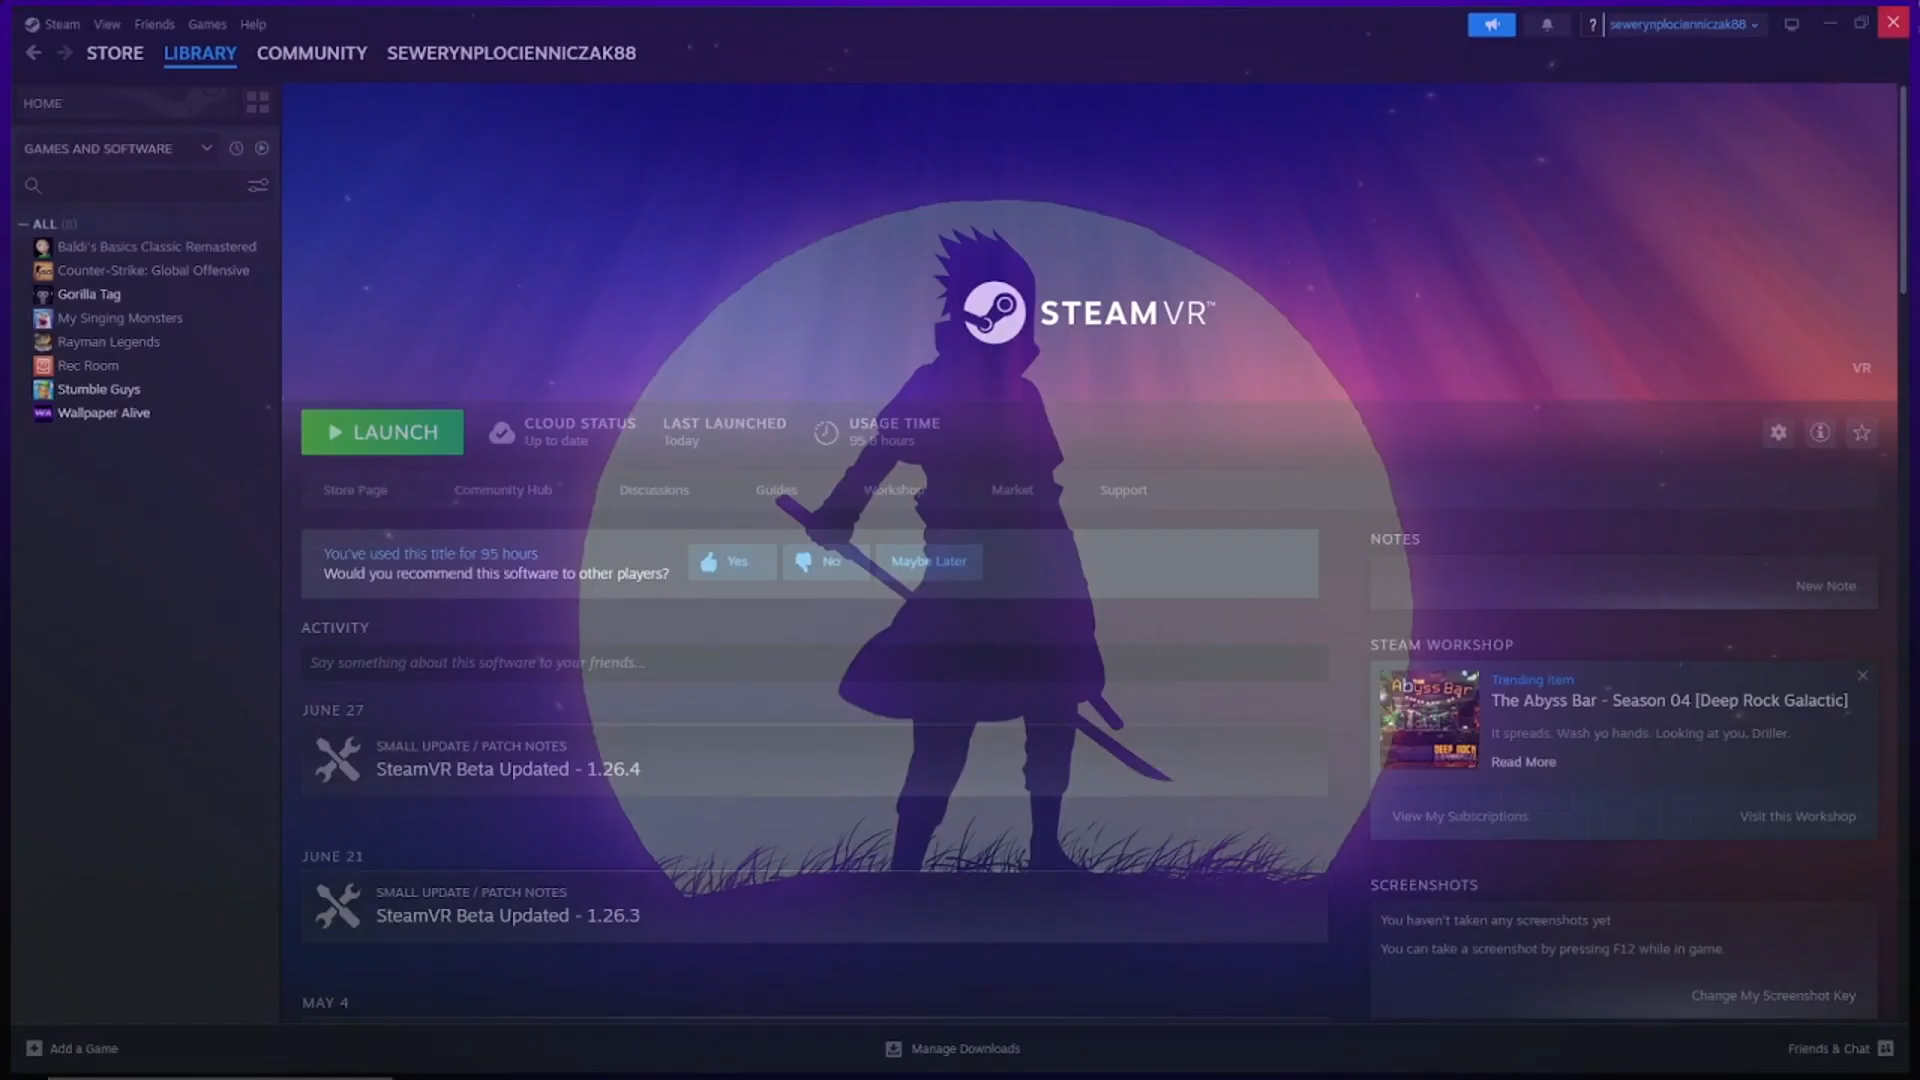 Steam View Friends Games Help
? sewerynplocienniczak88
STORE LIBRARY COMMUNITY SEWERYNPLOCIENNICZAK88
HOME
GAMES AND SOFTWARE
ALL
Baldi's Basics Classic Remastered
Counter-Strike: Global Offensive
Gorilla Tag
My Singing Monsters
Rayman Legends
Rec Room
Stumble Guys
WA Wallpaper Alive
STEAM VR™
VR
LAUNCH
CLOUD STATUS
Up to date
LAST LAUNCHED
Today
USAGE TIME
95.8 hours
Store Page Community Hub Discussions Guides Workshop Market Support
You've used this title for 95 hours
Would you recommend this software to other players?
Yes No Maybe Later
ACTIVITY
Say something about this software to your friends...
JUNE 27
SMALL UPDATE / PATCH NOTES
SteamVR Beta Updated - 1.26.4
JUNE 21
SMALL UPDATE / PATCH NOTES
SteamVR Beta Updated - 1.26.3
MAY 4
NOTES
New Note
STEAM WORKSHOP
Abyss Bar
DEEP ROCK
Trending Item
The Abyss Bar - Season 04 [Deep Rock Galactic]
It spreads. Wash yo hands. Looking at you, Driller.
Read More
View My Subscriptions Visit this Workshop
SCREENSHOTS
You haven't taken any screenshots yet
You can take a screenshot by pressing F12 while in game.
Change My Screenshot Key
Add a Game Manage Downloads Friends & Chat